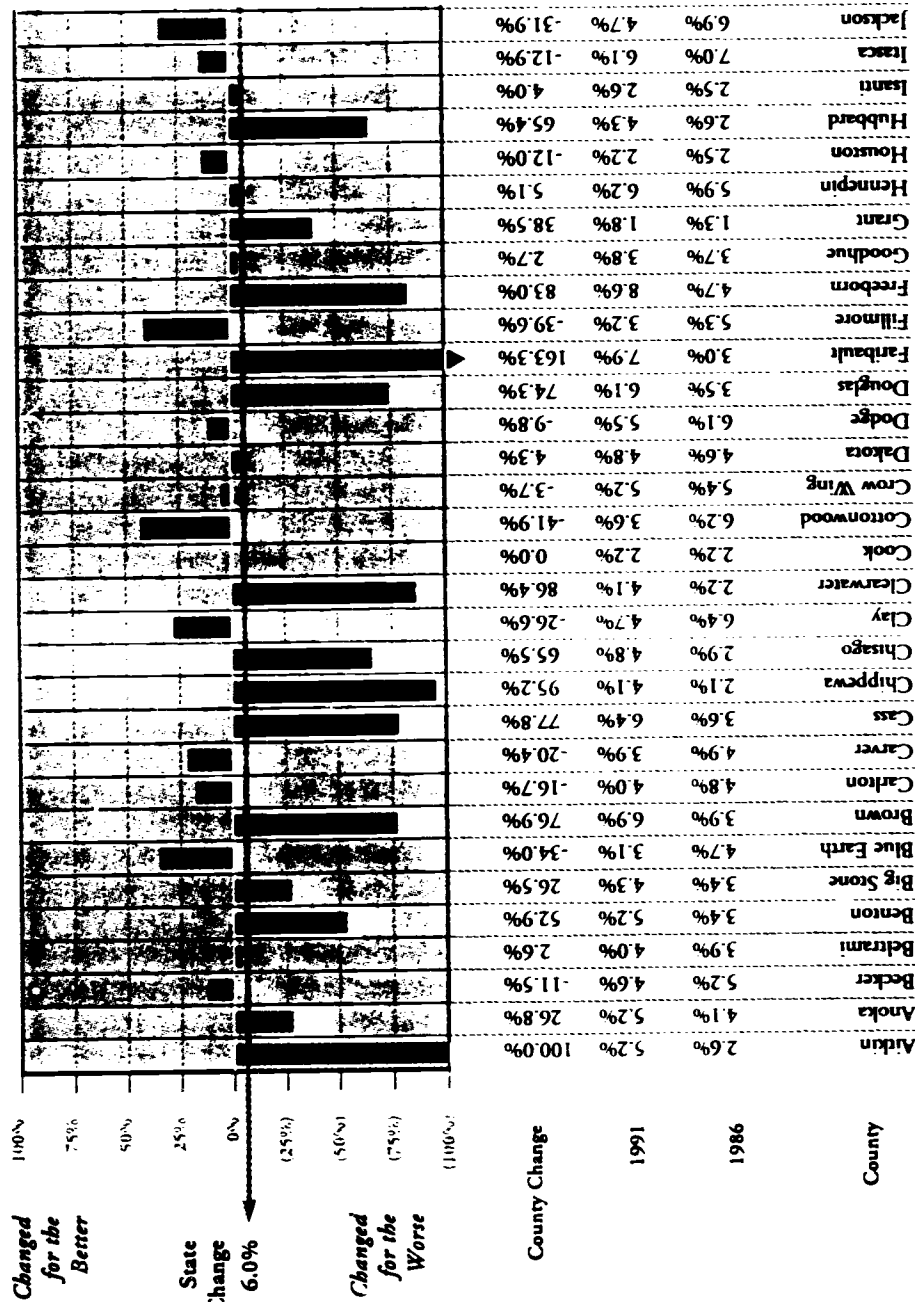 County 1986 1991 County Change
Changed
for the
Worse
State
Change
6.0%
Changed
for the
Better
(100%) (75%) (50%) (25%) 0% 25% 50% 75% 100%
Aitkin 2.6% 5.2% 100.0%
Anoka 4.1% 5.2% 26.8%
Becker 5.2% 4.6% -11.5%
Beltrami 3.9% 4.0% 2.6%
Benton 3.4% 5.2% 52.9%
Big Stone 3.4% 4.3% 26.5%
Blue Earth 4.7% 3.1% -34.0%
Brown 3.9% 6.9% 76.9%
Carlton 4.8% 4.0% -16.7%
Carver 4.9% 3.9% -20.4%
Cass 3.6% 6.4% 77.8%
Chippewa 2.1% 4.1% 95.2%
Chisago 2.9% 4.8% 65.5%
Clay 6.4% 4.7% -26.6%
Clearwater 2.2% 4.1% 86.4%
Cook 2.2% 2.2% 0.0%
Cottonwood 6.2% 3.6% -41.9%
Crow Wing 5.4% 5.2% -3.7%
Dakota 4.6% 4.8% 4.3%
Dodge 6.1% 5.5% -9.8%
Douglas 3.5% 6.1% 74.3%
Faribault 3.0% 7.9% 163.3%
Fillmore 5.3% 3.2% -39.6%
Freeborn 4.7% 8.6% 83.0%
Goodhue 3.7% 3.8% 2.7%
Grant 1.3% 1.8% 38.5%
Hennepin 5.9% 6.2% 5.1%
Houston 2.5% 2.2% -12.0%
Hubbard 2.6% 4.3% 65.4%
Isanti 2.5% 2.6% 4.0%
Itasca 7.0% 6.1% -12.9%
Jackson 6.9% 4.7% -31.9%